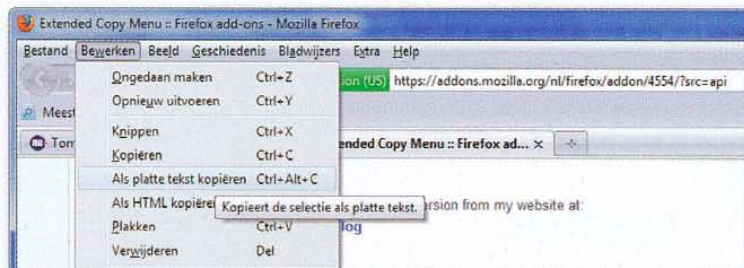 Extended Copy Menu :: Firefox add-ons - Mozilla Firefox
Bestand Bewerken Beeld Geschiedenis Bladwijzers Extra Help
Ongedaan maken Ctrl+Z
(US) https://addons.mozilla.org/nl/firefox/addon/4554/?src=api
Opnieuw uitvoeren Ctrl+Y
Meest
Knippen Ctrl+X
Tom
Kopiëren Ctrl+C
ended Copy Menu :: Firefox ad... ×
Als platte tekst kopiëren Ctrl+Alt+C
Als HTML kopiëre
Kopieert de selectie als platte tekst.
rsion from my website at:
Plakken Ctrl+V
log
Verwijderen Del